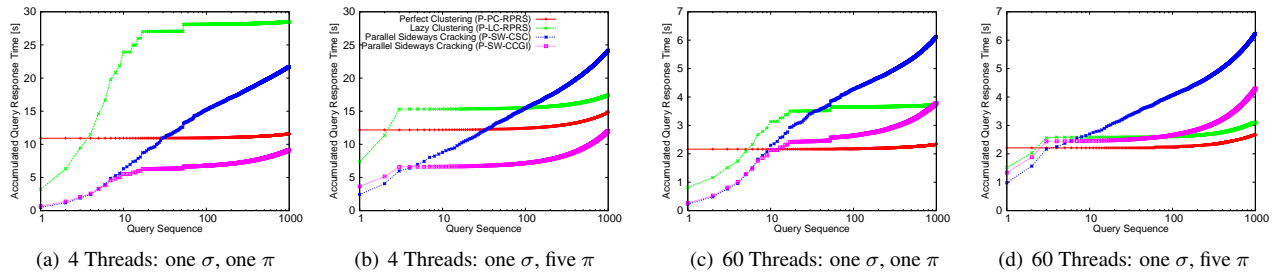 Accumulated Query Response Time [s]
30
25
20
15
10
5
0
1
10
100
1000
Query Sequence
Accumulated Query Response Time [s]
30
25
20
15
10
5
0
Perfect Clustering (P-PC-RPRS)
Lazy Clustering (P-LC-RPRS)
Parallel Sideways Cracking (P-SW-CSC)
Parallel Sideways Cracking (P-SW-CCGI)
1
10
100
1000
Query Sequence
Accumulated Query Response Time [s]
7
6
5
4
3
2
1
0
1
10
100
1000
Query Sequence
Accumulated Query Response Time [s]
7
6
5
4
3
2
1
0
1
10
100
1000
Query Sequence
(a) 4 Threads: one σ, one π
(b) 4 Threads: one σ, five π
(c) 60 Threads: one σ, one π
(d) 60 Threads: one σ, five π